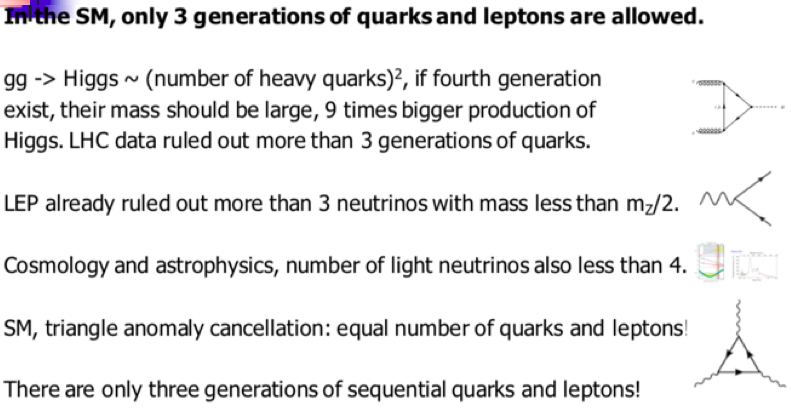 In the SM, only 3 generations of quarks and leptons are allowed.
gg -> Higgs ~ (number of heavy quarks)², if fourth generation
exist, their mass should be large, 9 times bigger production of
Higgs. LHC data ruled out more than 3 generations of quarks.
LEP already ruled out more than 3 neutrinos with mass less than mz/2.
Cosmology and astrophysics, number of light neutrinos also less than 4.
SM, triangle anomaly cancellation: equal number of quarks and leptons!
There are only three generations of sequential quarks and leptons!